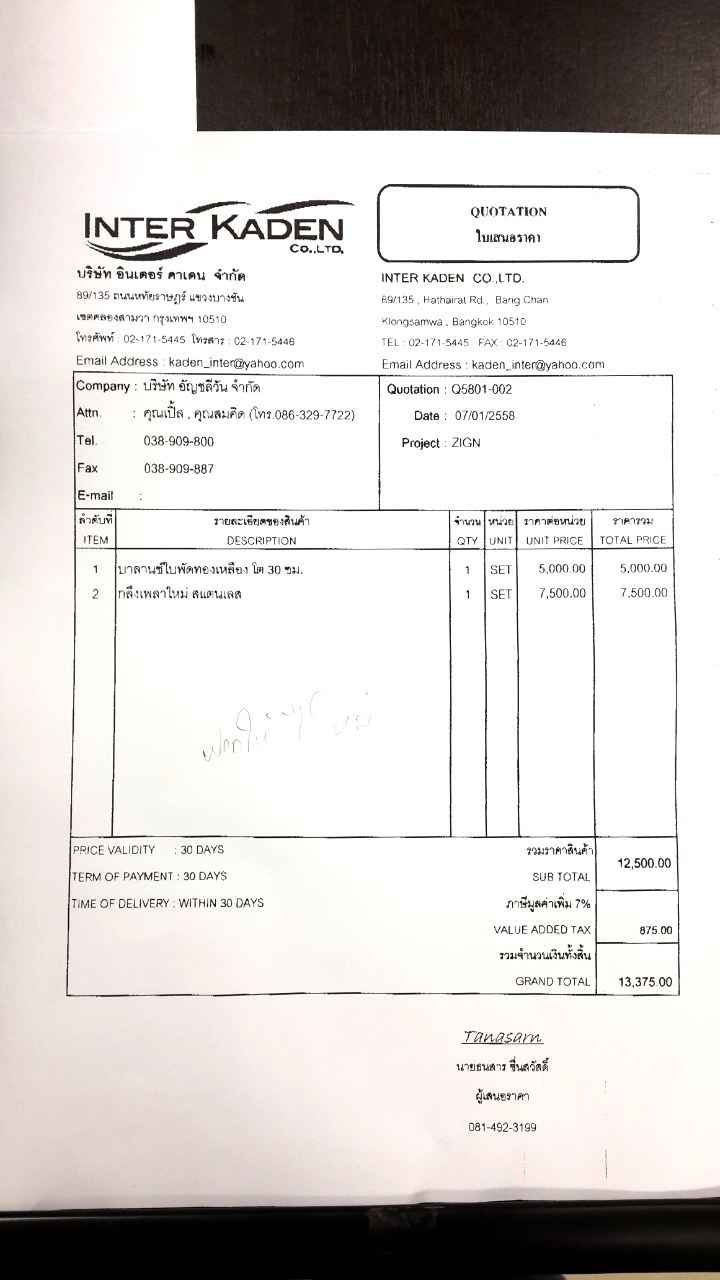 INTER KADEN
CO.,LTD.
QUOTATION
ใบเสนอราคา
บริษัท อินเตอร์ คาเดน จำกัด
89/135 ถนนหทัยราษฎร์ แขวงบางชัน
เขตคลองสามวา กรุงเทพฯ 10510
โทรศัพท์ : 02-171-5445 โทรสาร : 02-171-5446
Email Address : kaden_inter@yahoo.com
INTER KADEN CO.,LTD.
89/135 , Hathairat Rd., Bang Chan
Klongsamwa , Bangkok 10510
TEL : 02-171-5445 FAX : 02-171-5446
Email Address : kaden_inter@yahoo.com
Company : บริษัท อัญชลีวัน จำกัด
Attn. : คุณเปิ้ล , คุณสมคิด (โทร.086-329-7722)
Tel. 038-909-800
Fax 038-909-887
E-mail :
Quotation : Q5801-002
Date : 07/01/2558
Project : ZIGN
ลำดับที่ รายละเอียดของสินค้า จำนวน หน่วย ราคาต่อหน่วย ราคารวม
ITEM DESCRIPTION QTY UNIT UNIT PRICE TOTAL PRICE
1 บาลานซ์ใบพัดทองเหลือง โต 30 ซม. 1 SET 5,000.00 5,000.00
2 กลึงเพลาใหม่ สแตนเลส 1 SET 7,500.00 7,500.00
PRICE VALIDITY : 30 DAYS
TERM OF PAYMENT : 30 DAYS
TIME OF DELIVERY : WITHIN 30 DAYS
รวมราคาสินค้า
SUB TOTAL 12,500.00
ภาษีมูลค่าเพิ่ม 7%
VALUE ADDED TAX 875.00
รวมจำนวนเงินทั้งสิ้น
GRAND TOTAL 13,375.00
Tanasarn
นายธนสาร ชื่นสวัสดิ์
ผู้เสนอราคา
081-492-3199